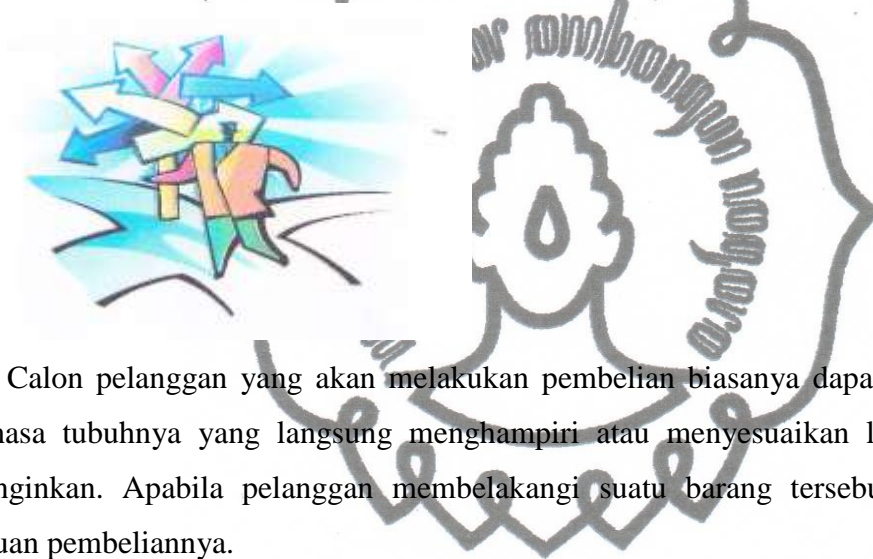 Calon pelanggan yang akan melakukan pembelian biasanya dapa
hasa tubuhnya yang langsung menghampiri atau menyesuaikan l
nginkan. Apabila pelanggan membelakangi suatu barang tersebu
uan pembeliannya.